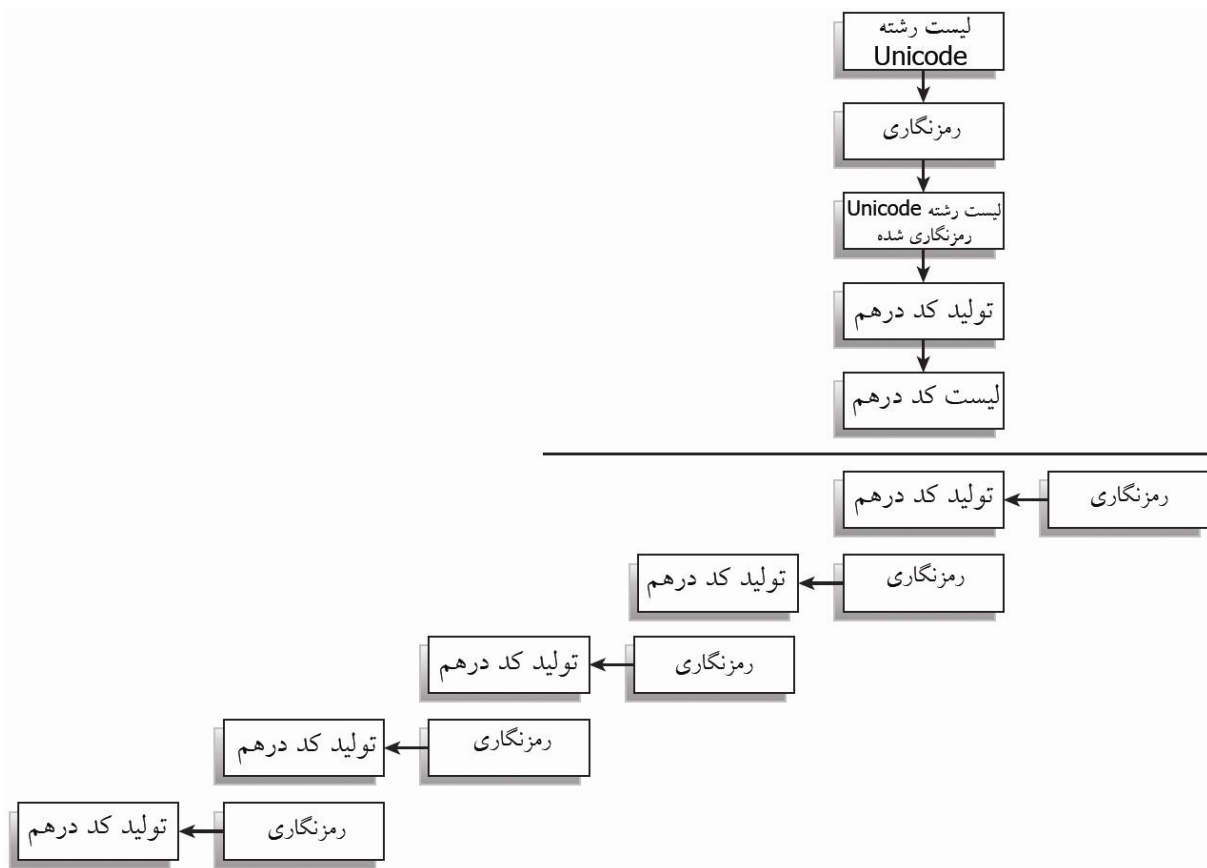 لیست رشته
Unicode
رمزنگاری
لیست رشته Unicode
رمزنگاری شده
تولید کد درهم
لیست کد درهم
رمزنگاری
تولید کد درهم
رمزنگاری
تولید کد درهم
رمزنگاری
تولید کد درهم
رمزنگاری
تولید کد درهم
رمزنگاری
تولید کد درهم